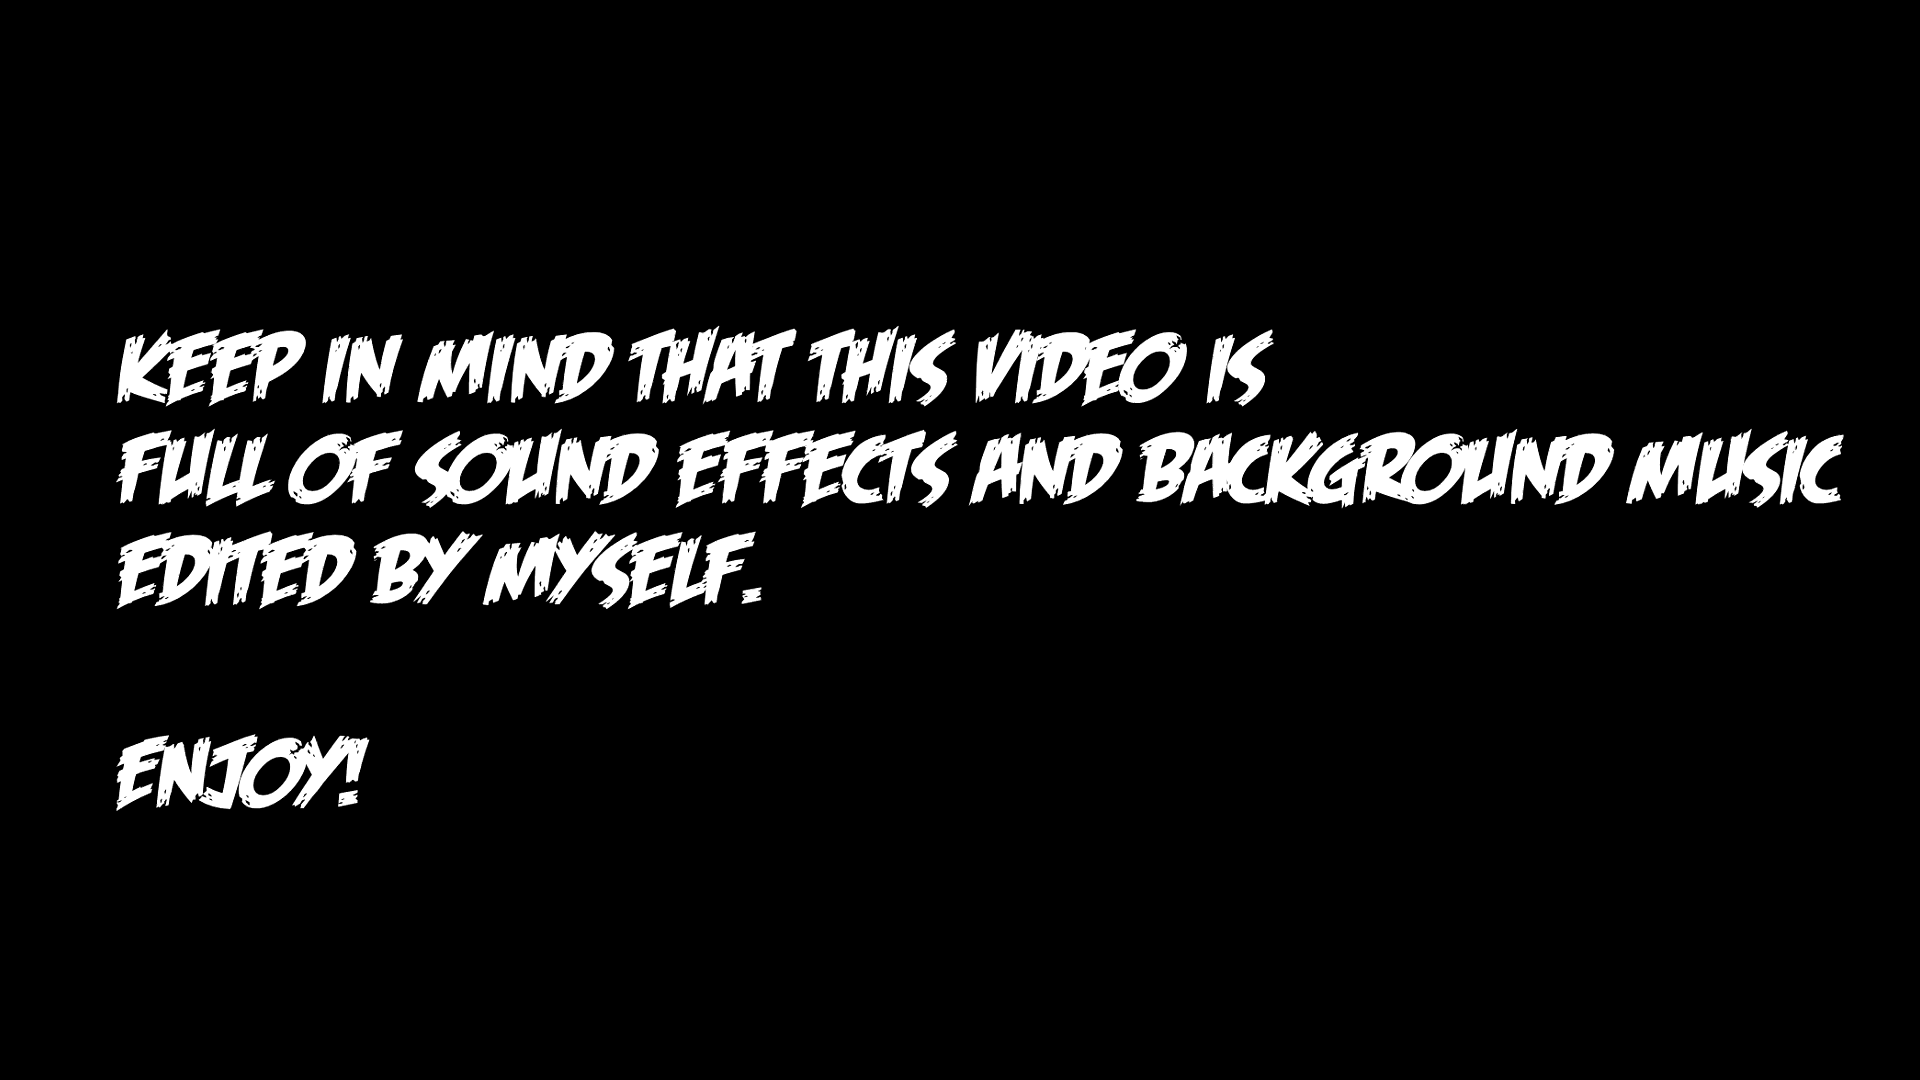 KEEP IN MIND THAT THIS VIDEO IS
FULL OF SOUND EFFECTS AND BACKGROUND MUSIC
EDITED BY MYSELF.
ENJOY!